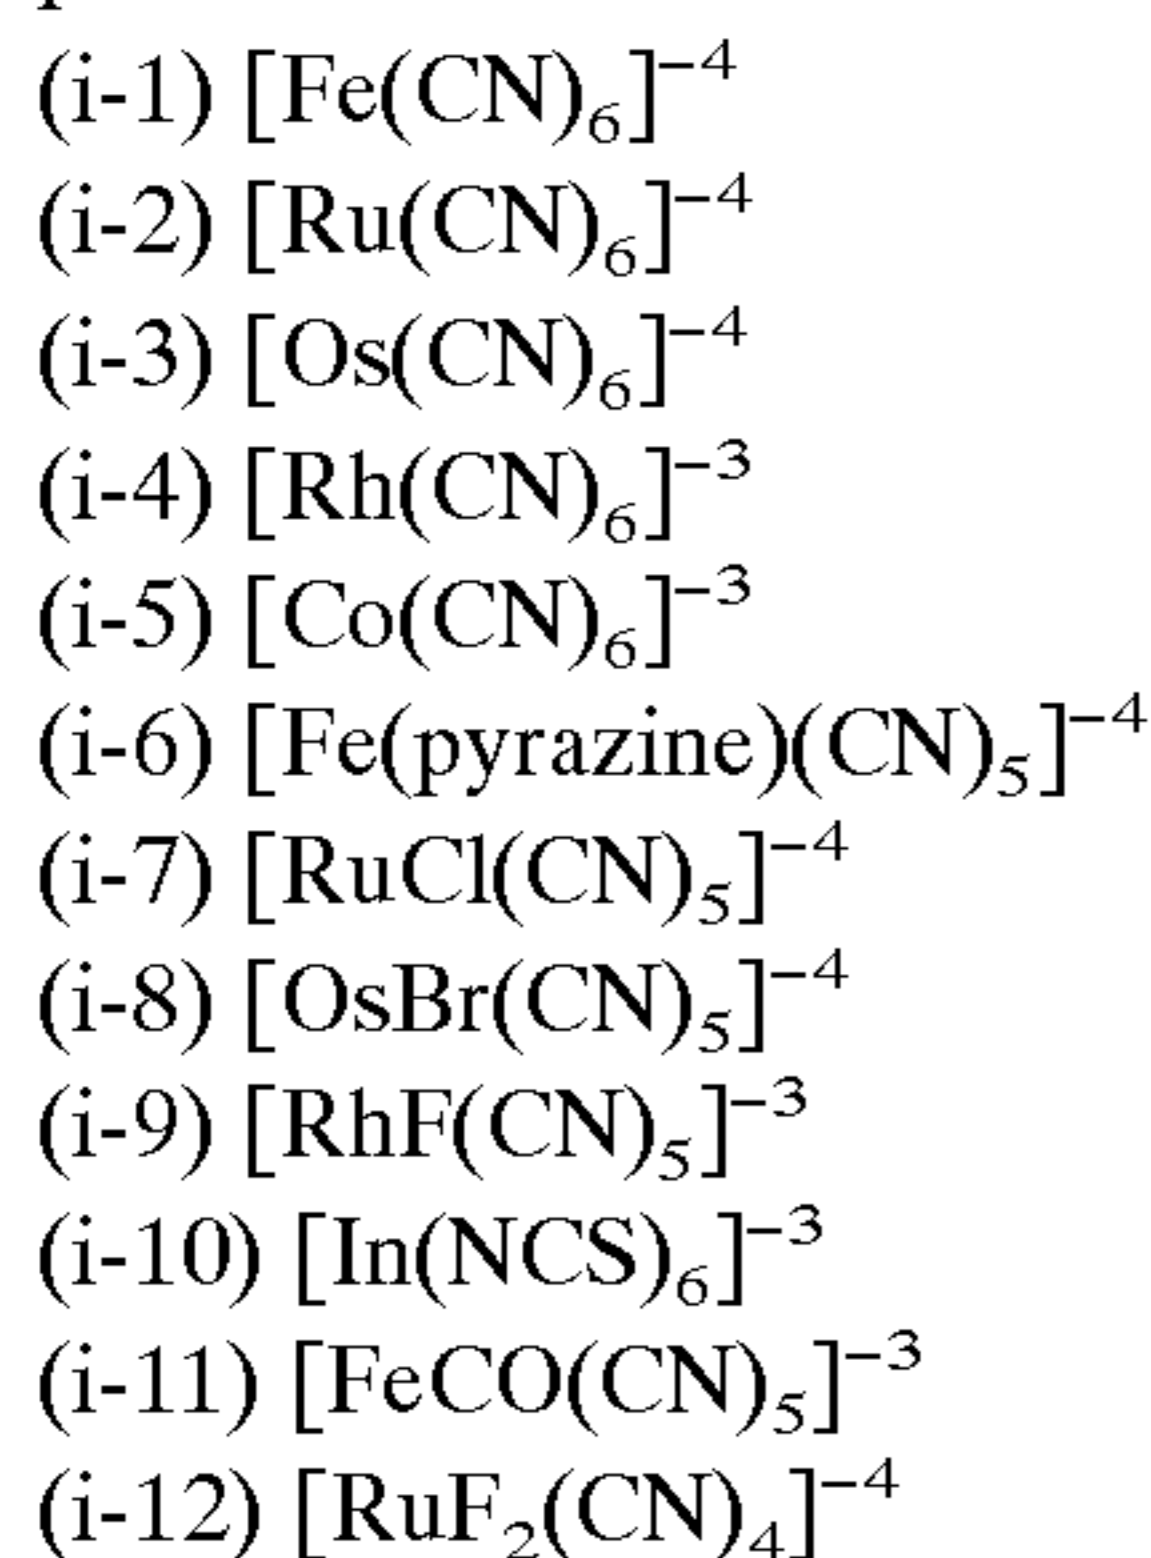 (i-1) [Fe(CN)₆]⁻⁴
(i-2) [Ru(CN)₆]⁻⁴
(i-3) [Os(CN)₆]⁻⁴
(i-4) [Rh(CN)₆]⁻³
(i-5) [Co(CN)₆]⁻³
(i-6) [Fe(pyrazine)(CN)₅]⁻⁴
(i-7) [RuCl(CN)₅]⁻⁴
(i-8) [OsBr(CN)₅]⁻⁴
(i-9) [RhF(CN)₅]⁻³
(i-10) [In(NCS)₆]⁻³
(i-11) [FeCO(CN)₅]⁻³
(i-12) [RuF₂(CN)₄]⁻⁴